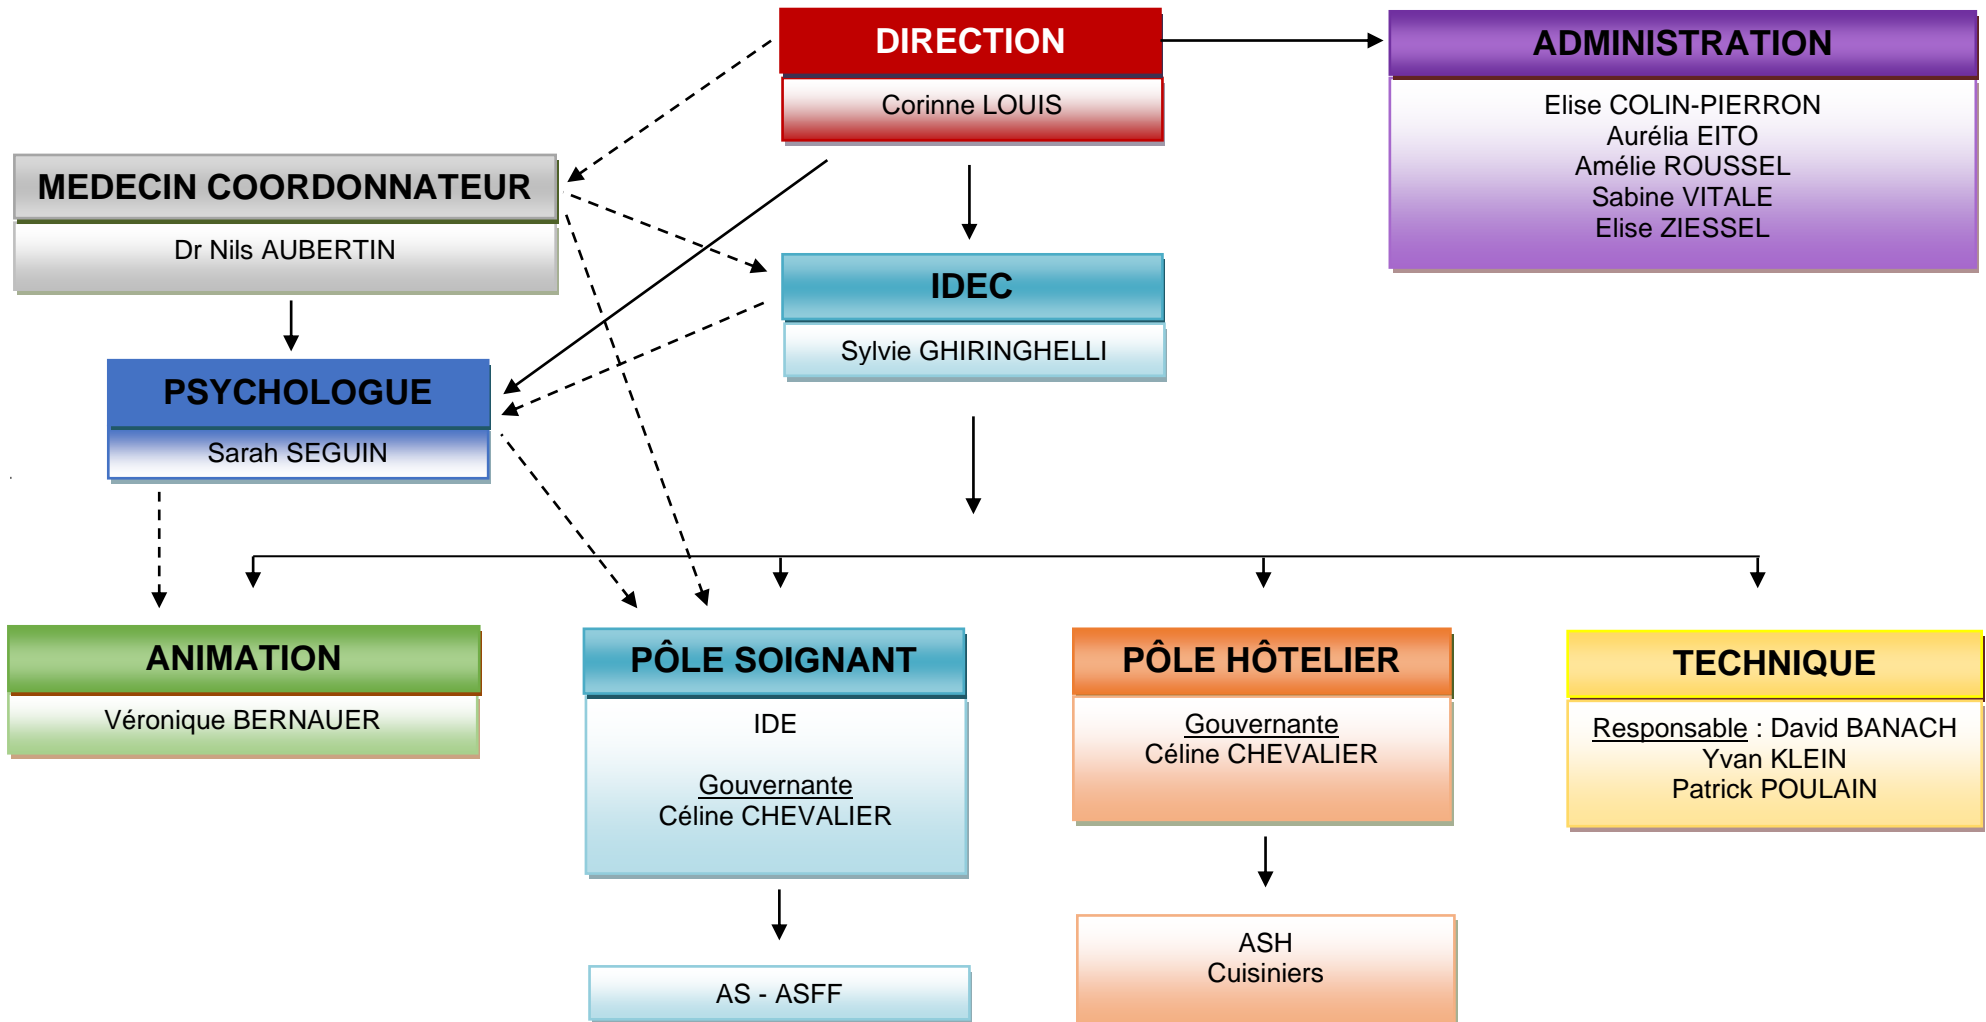 DIRECTION
Corinne LOUIS
ADMINISTRATION
Elise COLIN-PIERRON
Aurélia EITO
Amélie ROUSSEL
Sabine VITALE
Elise ZIESSEL
MEDECIN COORDONNATEUR
Dr Nils AUBERTIN
IDEC
Sylvie GHIRINGHELLI
PSYCHOLOGUE
Sarah SEGUIN
ANIMATION
Véronique BERNAUER
PÔLE SOIGNANT
IDE
Gouvernante
Céline CHEVALIER
AS - ASFF
PÔLE HÔTELIER
Gouvernante
Céline CHEVALIER
ASH
Cuisiniers
TECHNIQUE
Responsable : David BANACH
Yvan KLEIN
Patrick POULAIN